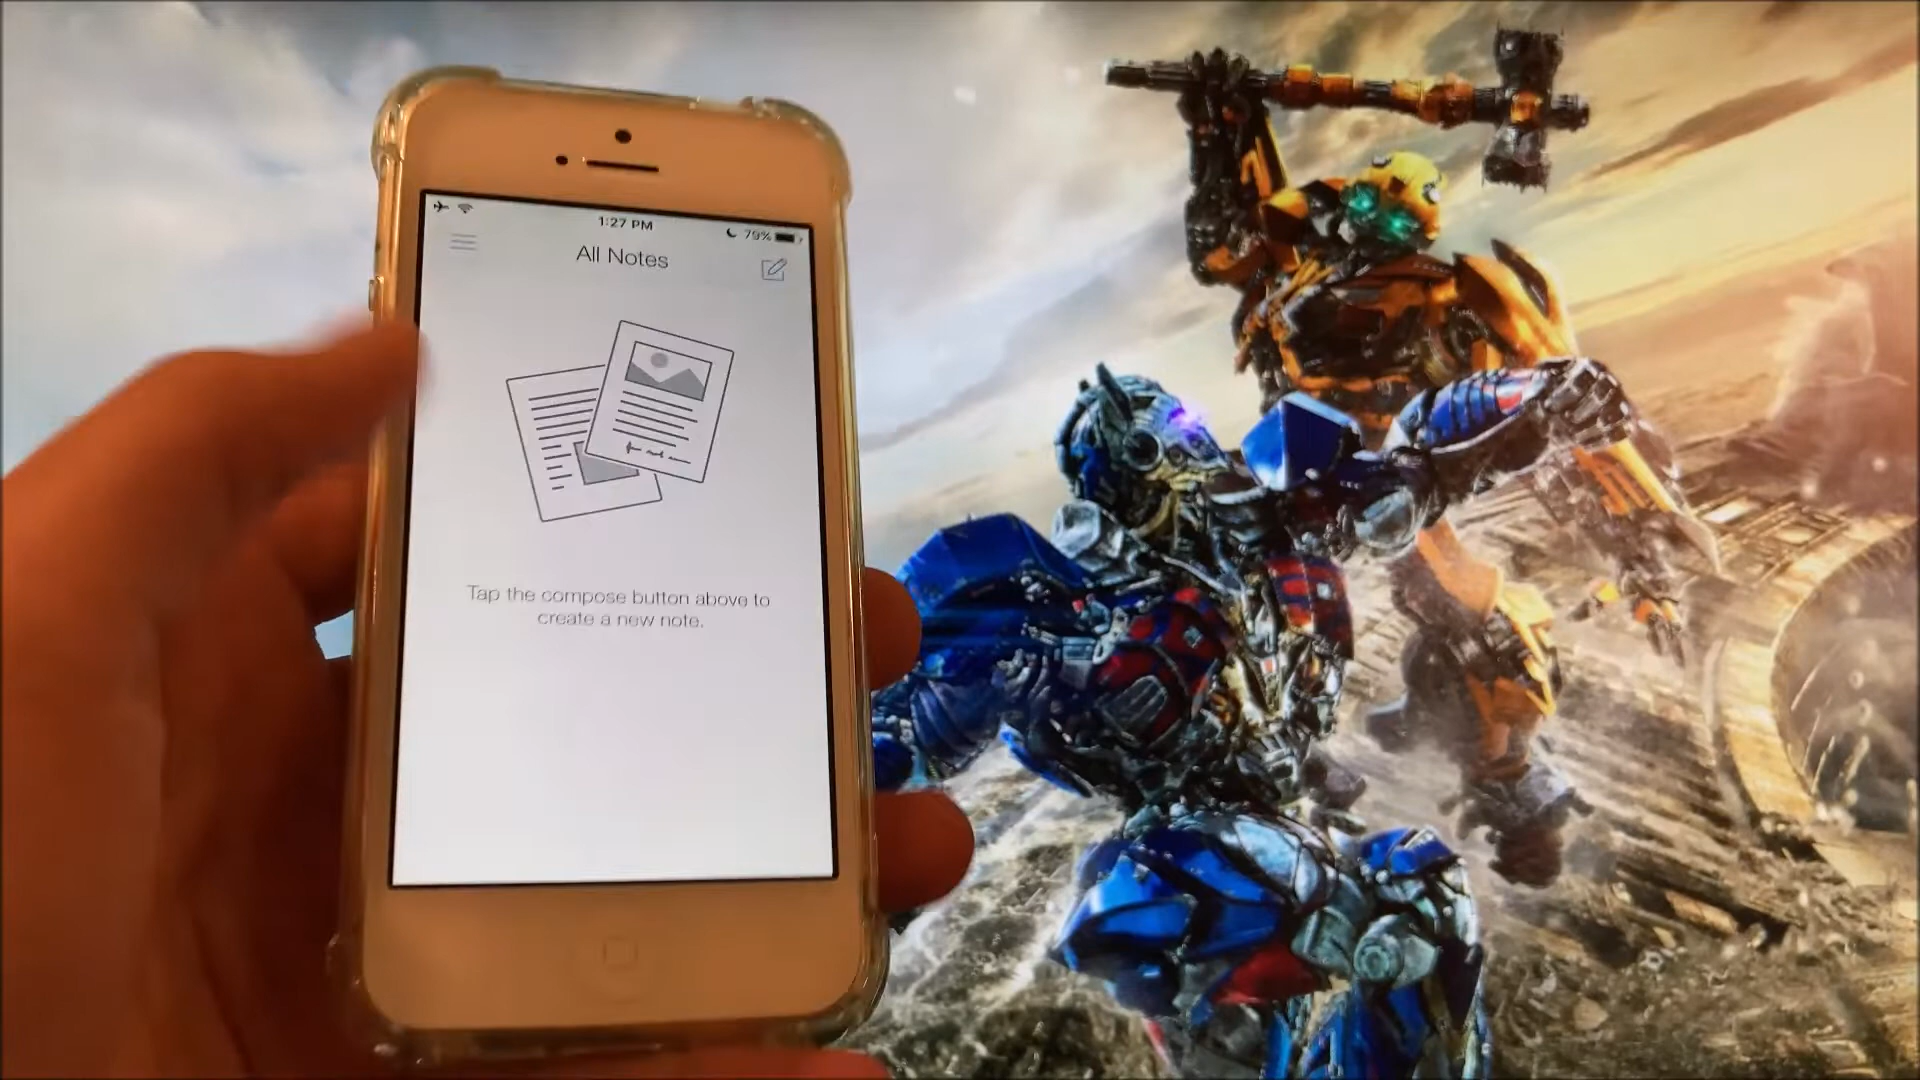 1:27 PM
79%
All Notes
Tap the compose button above to
create a new note.